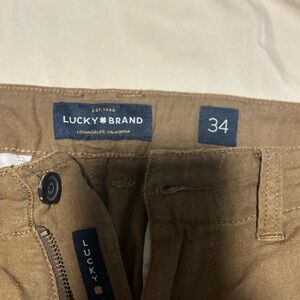 EST. 1990
LUCKY BRAND
LOS ANGELES, CALIFORNIA
34
LUCKY